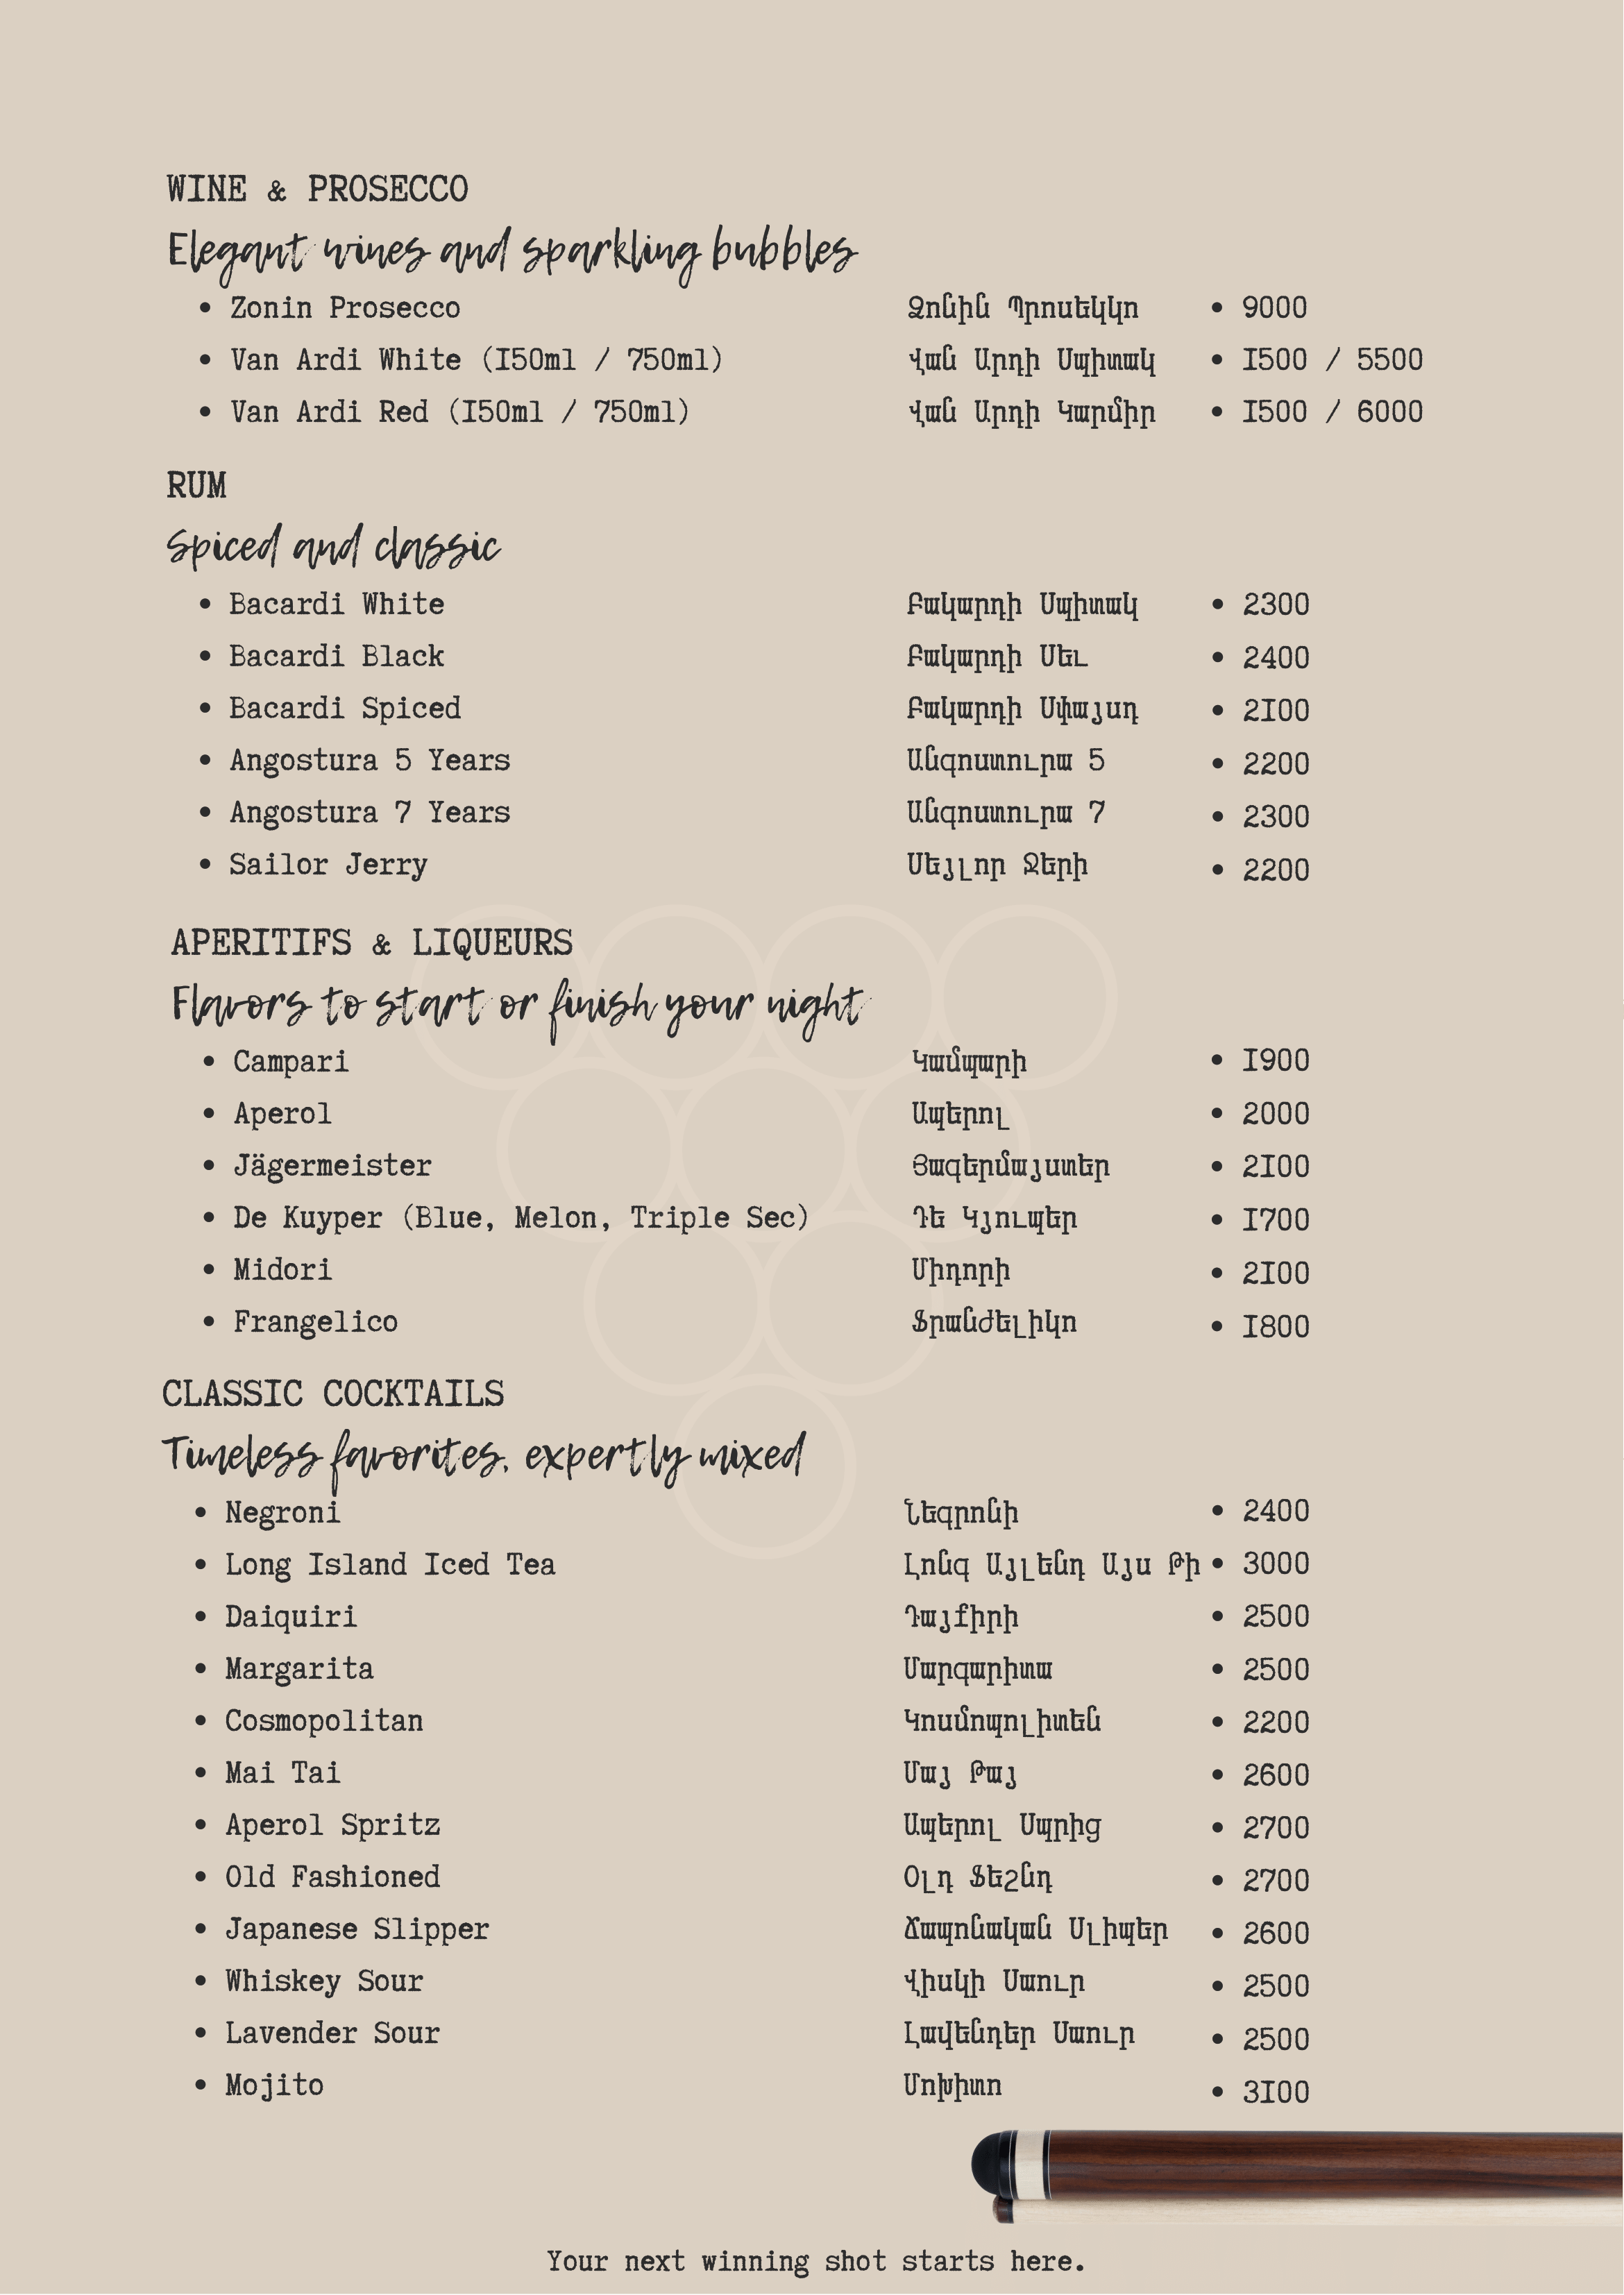 WINE & PROSECCO
Elegant wines and sparkling bubbles
• Zonin Prosecco Զոնին Պրոսեկկո • 9000
• Van Ardi White (150ml / 750ml) Վան Արդի Սպիտակ • 1500 / 5500
• Van Ardi Red (150ml / 750ml) Վան Արդի Կարմիր • 1500 / 6000
RUM
Spiced and classic
• Bacardi White Բակարդի Սպիտակ • 2300
• Bacardi Black Բակարդի Սեւ • 2400
• Bacardi Spiced Բակարդի Սփայսդ • 2100
• Angostura 5 Years Անգոստուրա 5 • 2200
• Angostura 7 Years Անգոստուրա 7 • 2300
• Sailor Jerry Սեյլոր Ջերի • 2200
APERITIFS & LIQUEURS
Flavors to start or finish your night
• Campari Կամպարի • 1900
• Aperol Ապերոլ • 2000
• Jägermeister Յագերմայստեր • 2100
• De Kuyper (Blue, Melon, Triple Sec) Դե Կյուպեր • 1700
• Midori Միդորի • 2100
• Frangelico Ֆրանժելիկո • 1800
CLASSIC COCKTAILS
Timeless favorites, expertly mixed
• Negroni Նեգրոնի • 2400
• Long Island Iced Tea Լոնգ Այլենդ Այս Թի • 3000
• Daiquiri Դայքիրի • 2500
• Margarita Մարգարիտա • 2500
• Cosmopolitan Կոսմոպոլիտեն • 2200
• Mai Tai Մայ Թայ • 2600
• Aperol Spritz Ապերոլ Սպրից • 2700
• Old Fashioned Օլդ Ֆեշնդ • 2700
• Japanese Slipper Ճապոնական Սլիպեր • 2600
• Whiskey Sour Վիսկի Սաուր • 2500
• Lavender Sour Լավենդեր Սաուր • 2500
• Mojito Մոխիտո • 3100
Your next winning shot starts here.